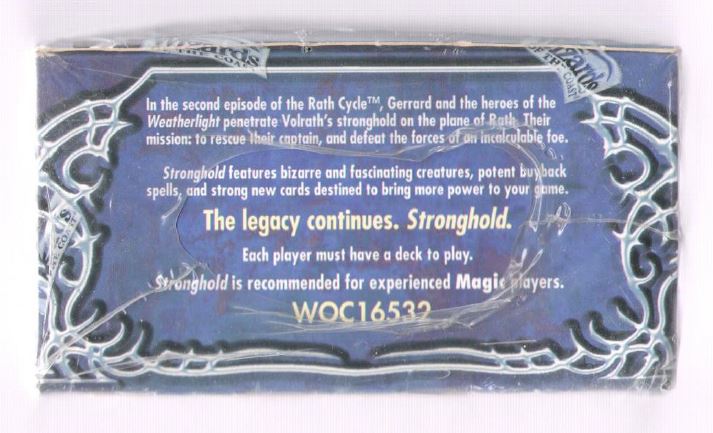 Wizards
OF THE COAST
In the second episode of the Rath Cycle™, Gerrard and the heroes of the
Weatherlight penetrate Volrath's stronghold on the plane of Rath. Their
mission: to rescue their captain, and defeat the forces of an incalculable foe.
Stronghold features bizarre and fascinating creatures, potent buyback
spells, and strong new cards destined to bring more power to your game.
The legacy continues. Stronghold.
Each player must have a deck to play.
Stronghold is recommended for experienced Magic players.
WOC16532